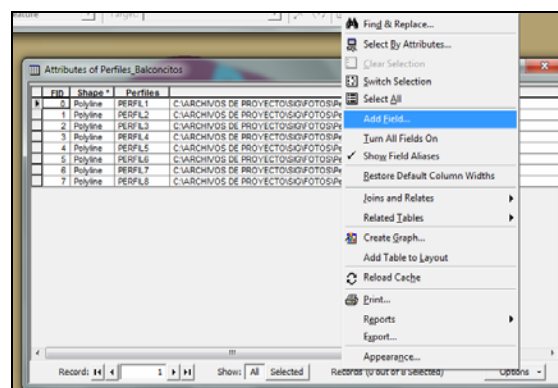 Target:
Attributes of Perfiles_Balconcitos
FID Shape * Perfiles
0 Polyline PERFIL1 C:\ARCHIVOS DE PROYECTO\SIG\FOTOS\Pe
1 Polyline PERFIL2 C:\ARCHIVOS DE PROYECTO\SIG\FOTOS\Pe
2 Polyline PERFIL3 C:\ARCHIVOS DE PROYECTO\SIG\FOTOS\Pe
3 Polyline PERFIL4 C:\ARCHIVOS DE PROYECTO\SIG\FOTOS\Pe
4 Polyline PERFIL5 C:\ARCHIVOS DE PROYECTO\SIG\FOTOS\Pe
5 Polyline PERFIL6 C:\ARCHIVOS DE PROYECTO\SIG\FOTOS\Pe
6 Polyline PERFIL7 C:\ARCHIVOS DE PROYECTO\SIG\FOTOS\Pe
7 Polyline PERFIL8 C:\ARCHIVOS DE PROYECTO\SIG\FOTOS\Pe
Find & Replace...
Select By Attributes...
Clear Selection
Switch Selection
Select All
Add Field...
Turn All Fields On
Show Field Aliases
Restore Default Column Widths
Joins and Relates
Related Tables
Create Graph...
Add Table to Layout
Reload Cache
Print...
Reports
Export...
Appearance...
Record: 1 Show: All Selected Records (0 out of 8 Selected) Options